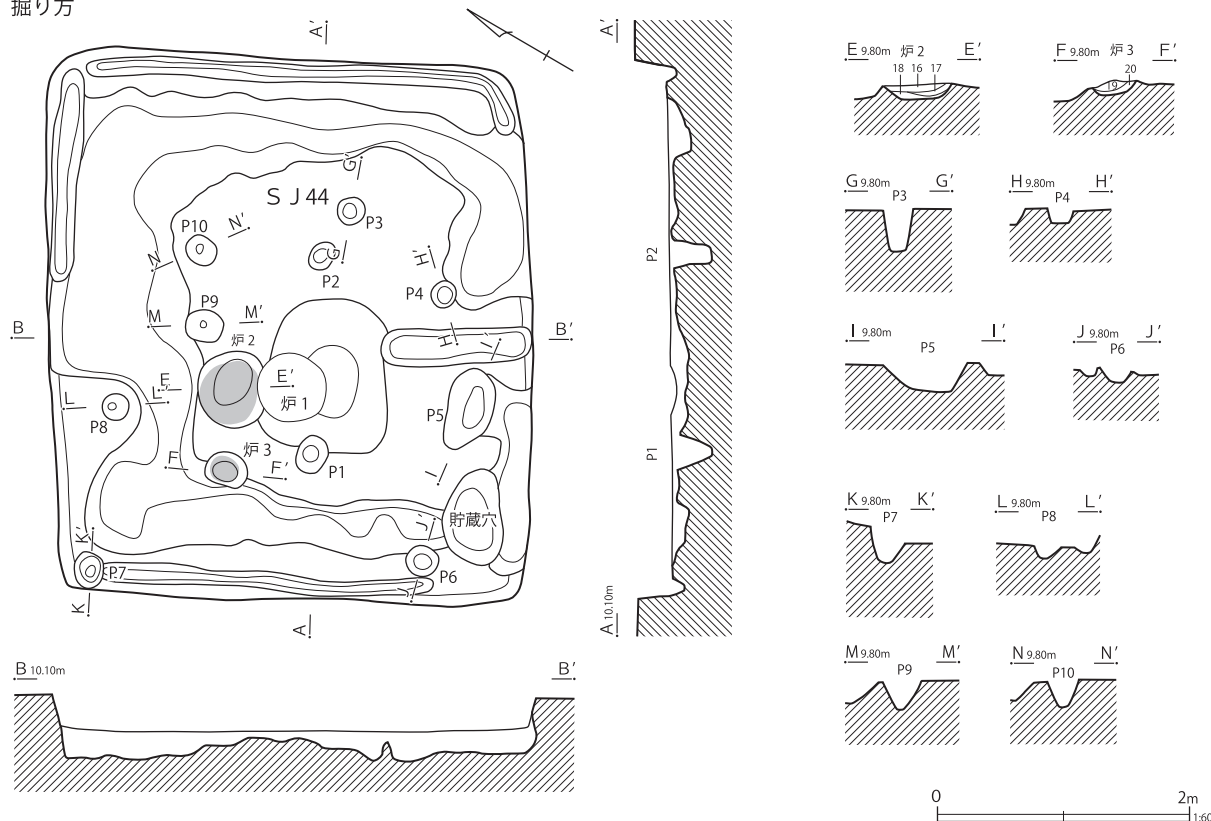 掘り方
A′
A′
SJ44
G′
P3
P10
N′
G
N
P2
H′
P4
P9
M
M′
炉2
B
B′
H
I′
E
E′
L′
L
炉1
P8
P5
炉3
F
F′
P1
I
貯蔵穴
J′
K′
P7
P6
J
K
A
P2
P1
A 10.10m
B 10.10m
B′
E 9.80m 炉2 E′
18 16 17
F 9.80m 炉3 F′
19 20
G 9.80m P3 G′
H 9.80m P4 H′
I 9.80m P5 I′
J 9.80m P6 J′
K 9.80m P7 K′
L 9.80m P8 L′
M 9.80m P9 M′
N 9.80m P10 N′
0 2m
1:60